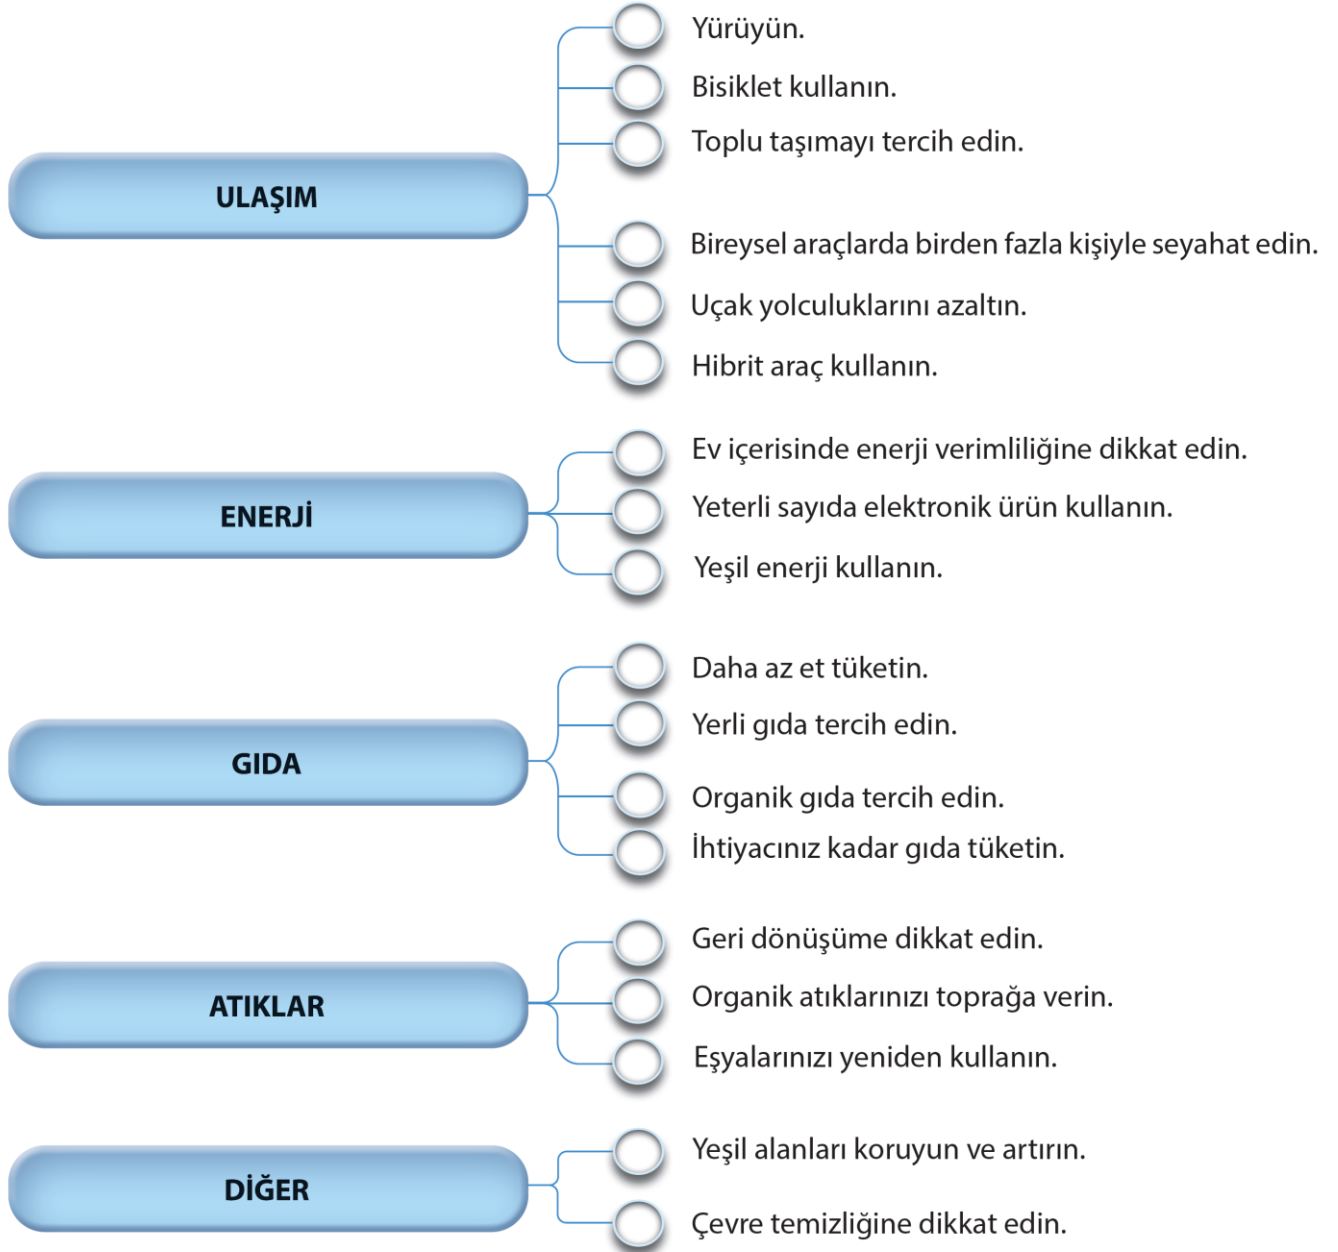 ULAŞIM
Yürüyün.
Bisiklet kullanın.
Toplu taşımayı tercih edin.
Bireysel araçlarda birden fazla kişiyle seyahat edin.
Uçak yolculuklarını azaltın.
Hibrit araç kullanın.
ENERJİ
Ev içerisinde enerji verimliliğine dikkat edin.
Yeterli sayıda elektronik ürün kullanın.
Yeşil enerji kullanın.
GIDA
Daha az et tüketin.
Yerli gıda tercih edin.
Organik gıda tercih edin.
İhtiyacınız kadar gıda tüketin.
ATIKLAR
Geri dönüşüme dikkat edin.
Organik atıklarınızı toprağa verin.
Eşyalarınızı yeniden kullanın.
DİĞER
Yeşil alanları koruyun ve artırın.
Çevre temizliğine dikkat edin.